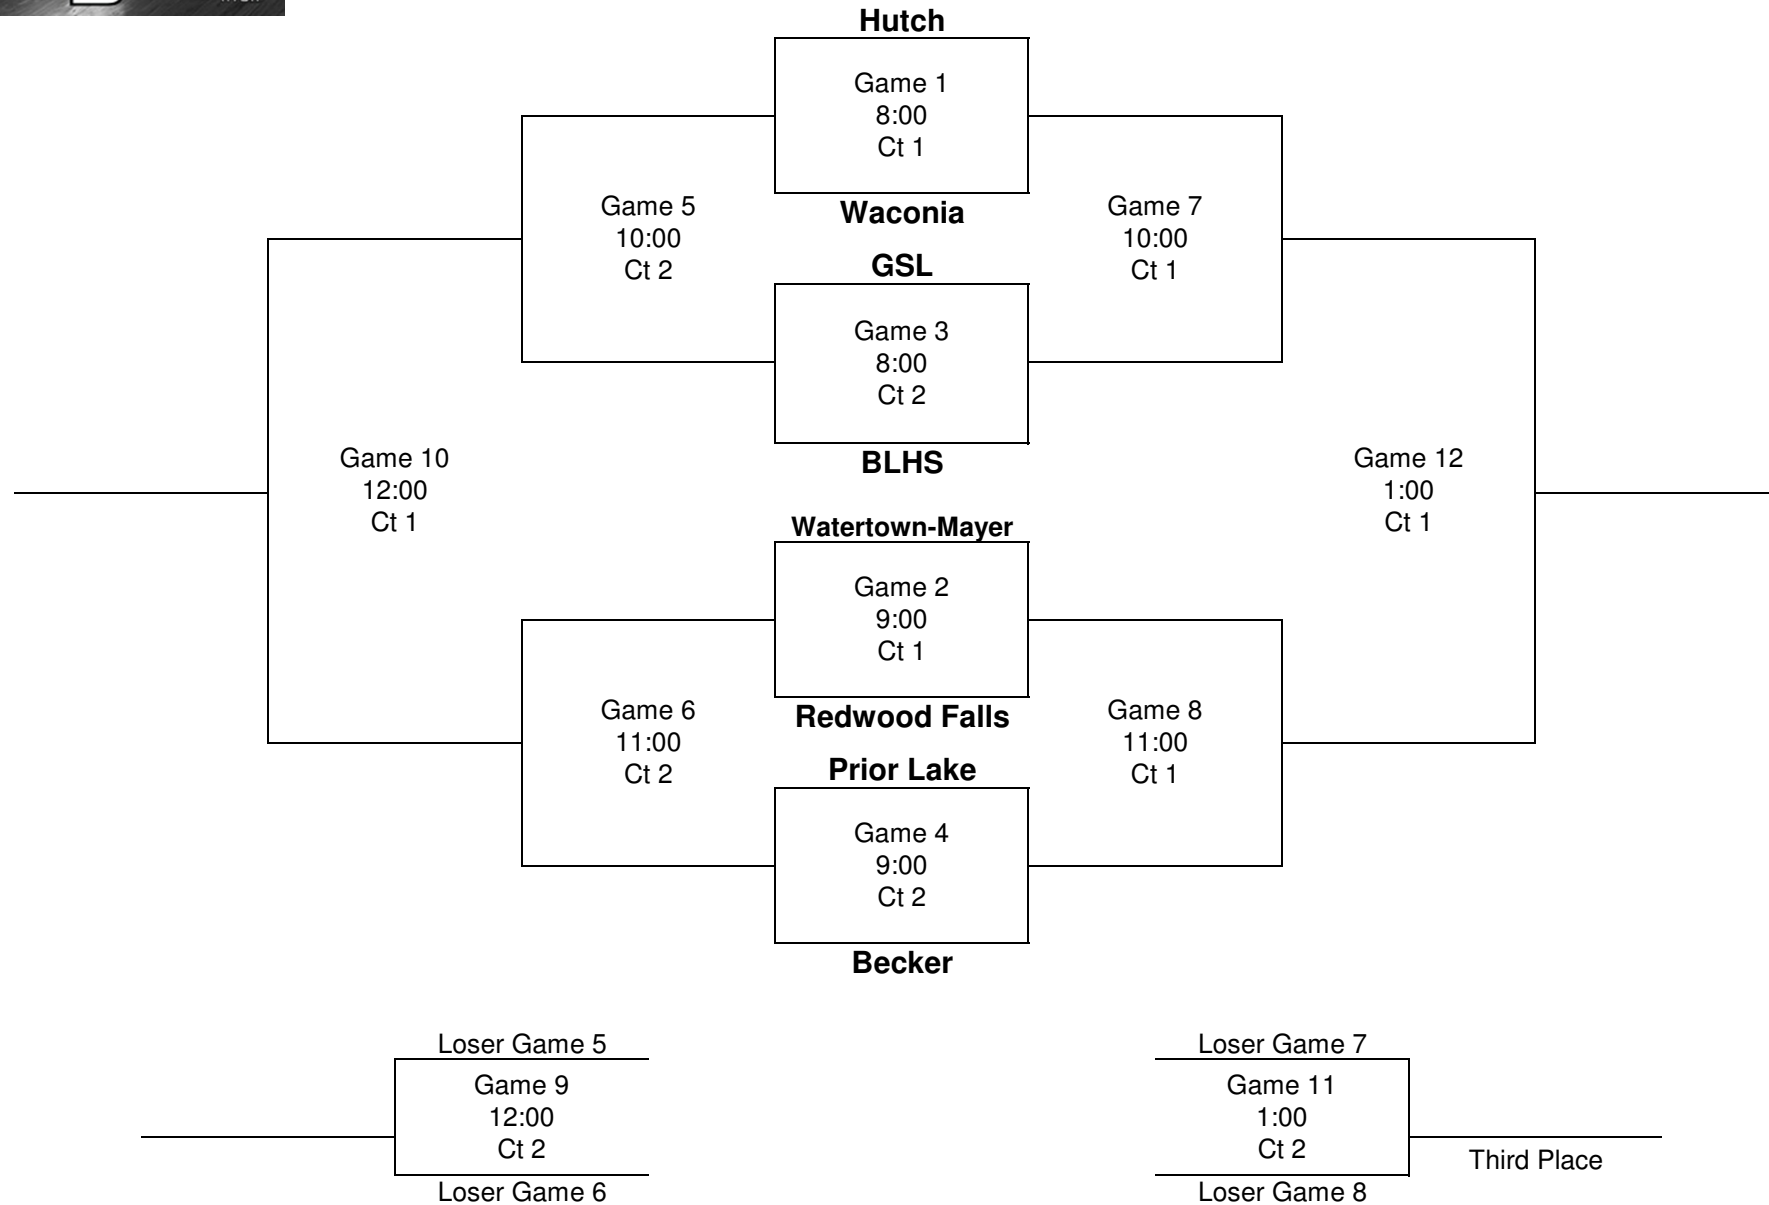 Hutch
Game 1
8:00
Ct 1
Waconia
Game 5
10:00
Ct 2
Game 7
10:00
Ct 1
GSL
Game 3
8:00
Ct 2
BLHS
Game 10
12:00
Ct 1
Game 12
1:00
Ct 1
Watertown-Mayer
Game 2
9:00
Ct 1
Redwood Falls
Game 6
11:00
Ct 2
Game 8
11:00
Ct 1
Prior Lake
Game 4
9:00
Ct 2
Becker
Loser Game 5
Game 9
12:00
Ct 2
Loser Game 6
Loser Game 7
Game 11
1:00
Ct 2
Third Place
Loser Game 8